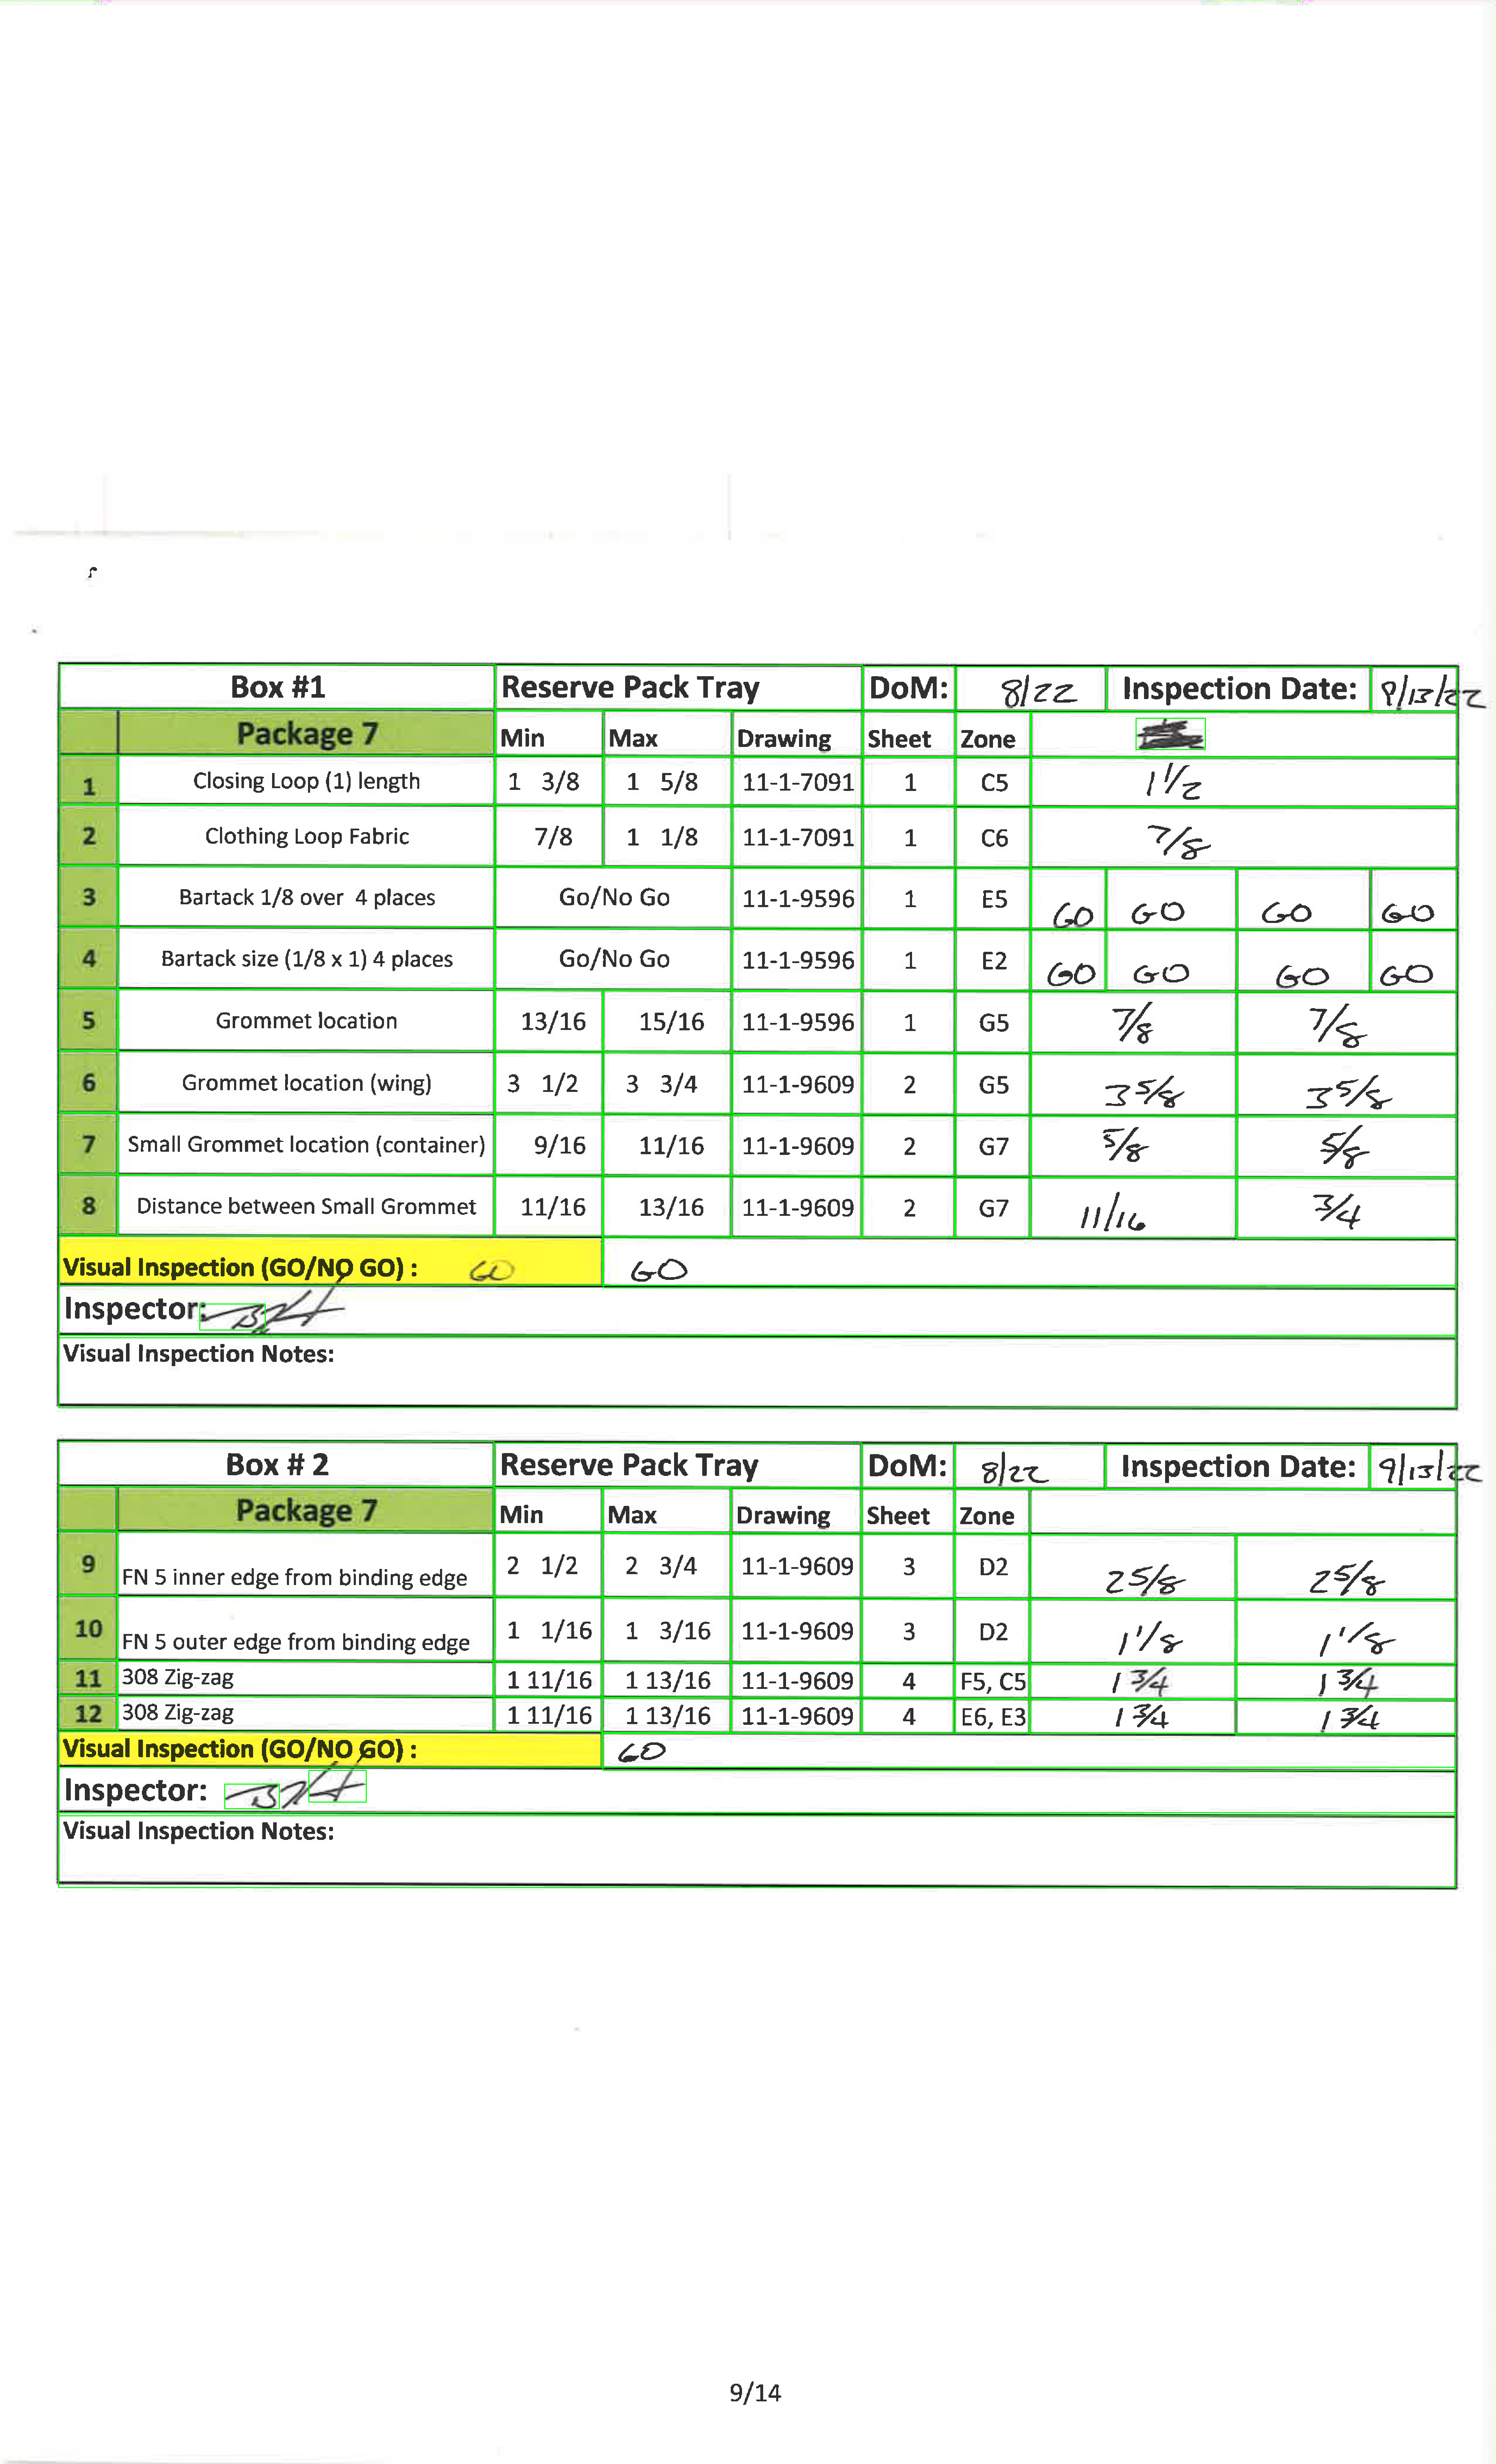 Box #1 Reserve Pack Tray DoM: 8/22 Inspection Date: 9/13/22
Package 7 Min Max Drawing Sheet Zone
1 Closing Loop (1) length 1 3/8 1 5/8 11-1-7091 1 C5 1 1/2
2 Clothing Loop Fabric 7/8 1 1/8 11-1-7091 1 C6 7/8
3 Bartack 1/8 over 4 places Go/No Go 11-1-9596 1 E5 GO GO GO GO
4 Bartack size (1/8 x 1) 4 places Go/No Go 11-1-9596 1 E2 GO GO GO GO
5 Grommet location 13/16 15/16 11-1-9596 1 G5 7/8 7/8
6 Grommet location (wing) 3 1/2 3 3/4 11-1-9609 2 G5 3 5/8 3 5/8
7 Small Grommet location (container) 9/16 11/16 11-1-9609 2 G7 5/8 5/8
8 Distance between Small Grommet 11/16 13/16 11-1-9609 2 G7 11/16 3/4
Visual Inspection (GO/NO GO) : GO GO
Inspector:
Visual Inspection Notes:
Box # 2 Reserve Pack Tray DoM: 8/22 Inspection Date: 9/13/22
Package 7 Min Max Drawing Sheet Zone
9 FN 5 inner edge from binding edge 2 1/2 2 3/4 11-1-9609 3 D2 2 5/8 2 5/8
10 FN 5 outer edge from binding edge 1 1/16 1 3/16 11-1-9609 3 D2 1 1/8 1 1/8
11 308 Zig-zag 1 11/16 1 13/16 11-1-9609 4 F5, C5 1 3/4 1 3/4
12 308 Zig-zag 1 11/16 1 13/16 11-1-9609 4 E6, E3 1 3/4 1 3/4
Visual Inspection (GO/NO GO) : GO
Inspector:
Visual Inspection Notes:
9/14